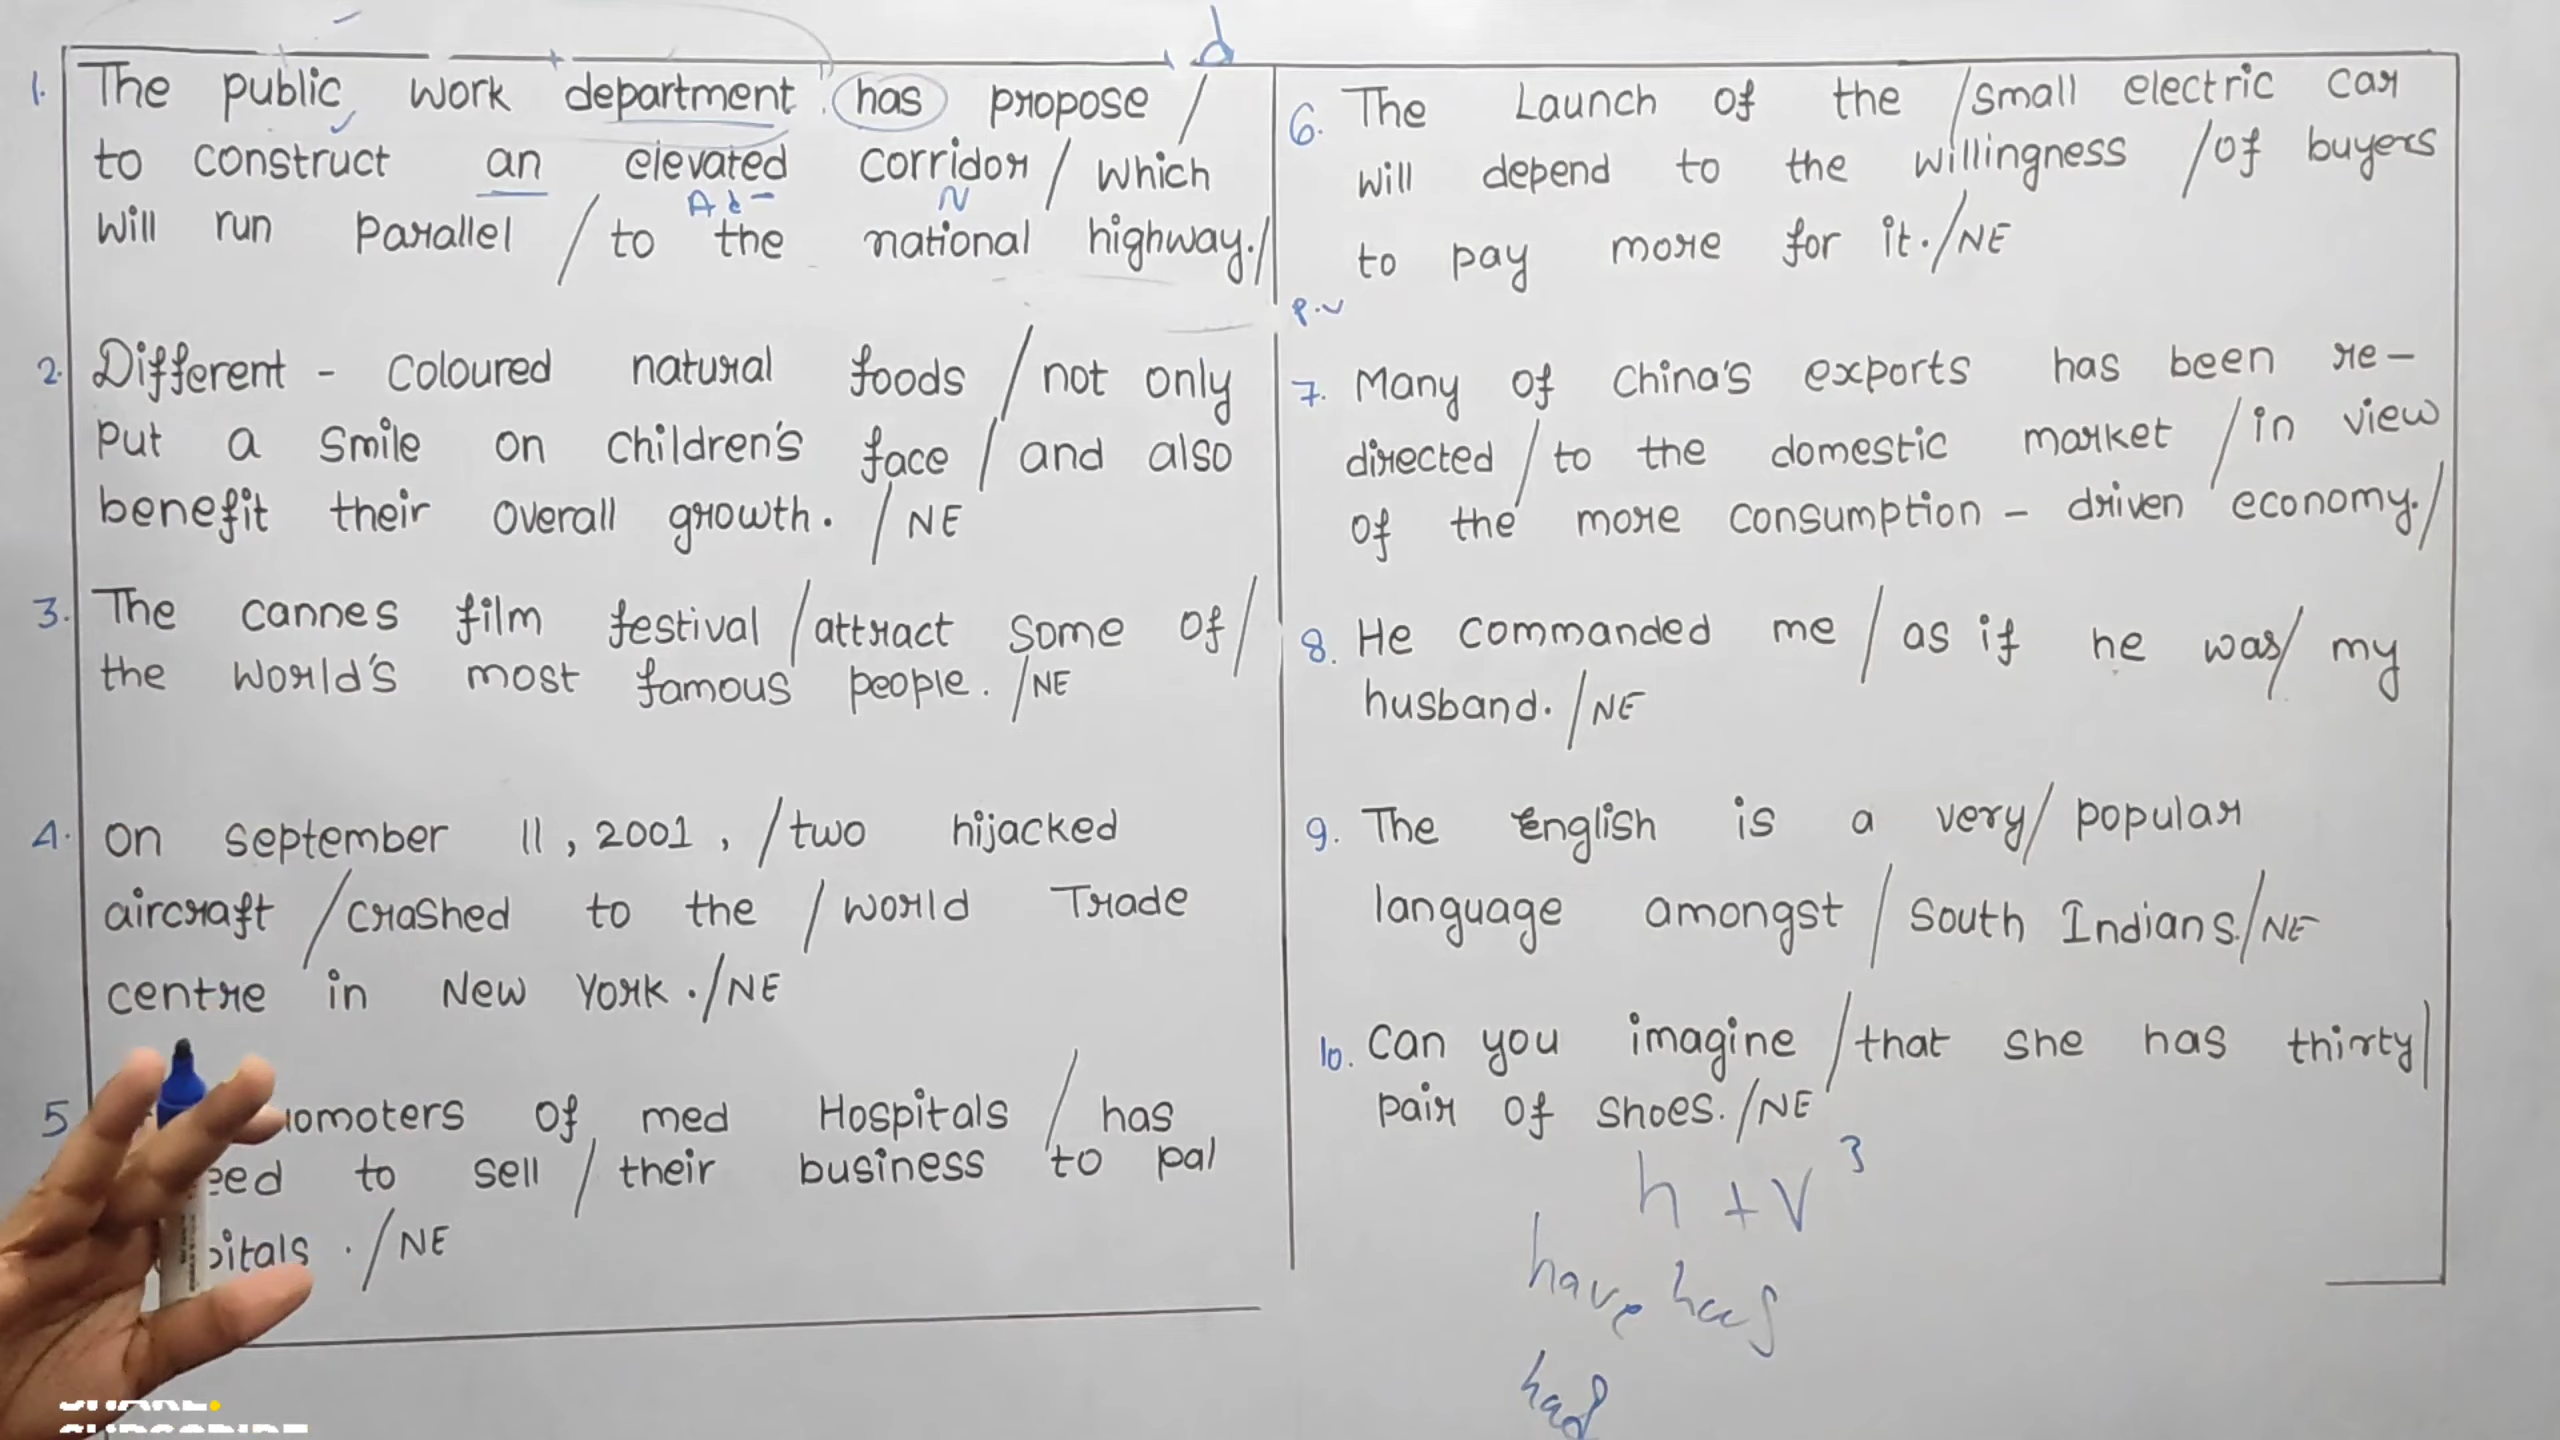 d
1. The public work department has propose /
to construct an elevated corridor / which
N
will run parallel / to the national highway. /
2. Different - coloured natural foods / not only
put a smile on children's face / and also
benefit their overall growth. / NE
3. The cannes film festival / attract some of /
the world's most famous people. / NE
4. on september 11, 2001, / two hijacked
aircraft / crashed to the / world Trade
centre in New York. / NE
5 of med Hospitals / has
to sell / their business to pal
. / NE
6. The Launch of the / small electric car
will depend to the willingness / of buyers
to pay more for it. / NE
P.V
7. Many of china's exports has been re-
directed / to the domestic market / in view
of the more consumption - driven economy. /
8. He commanded me / as if he was / my
husband. / NE
9. The English is a very / popular
language amongst / south Indians. / NE
10. can you imagine / that she has thirty /
pair of shoes. / NE
h + V3
have has
had